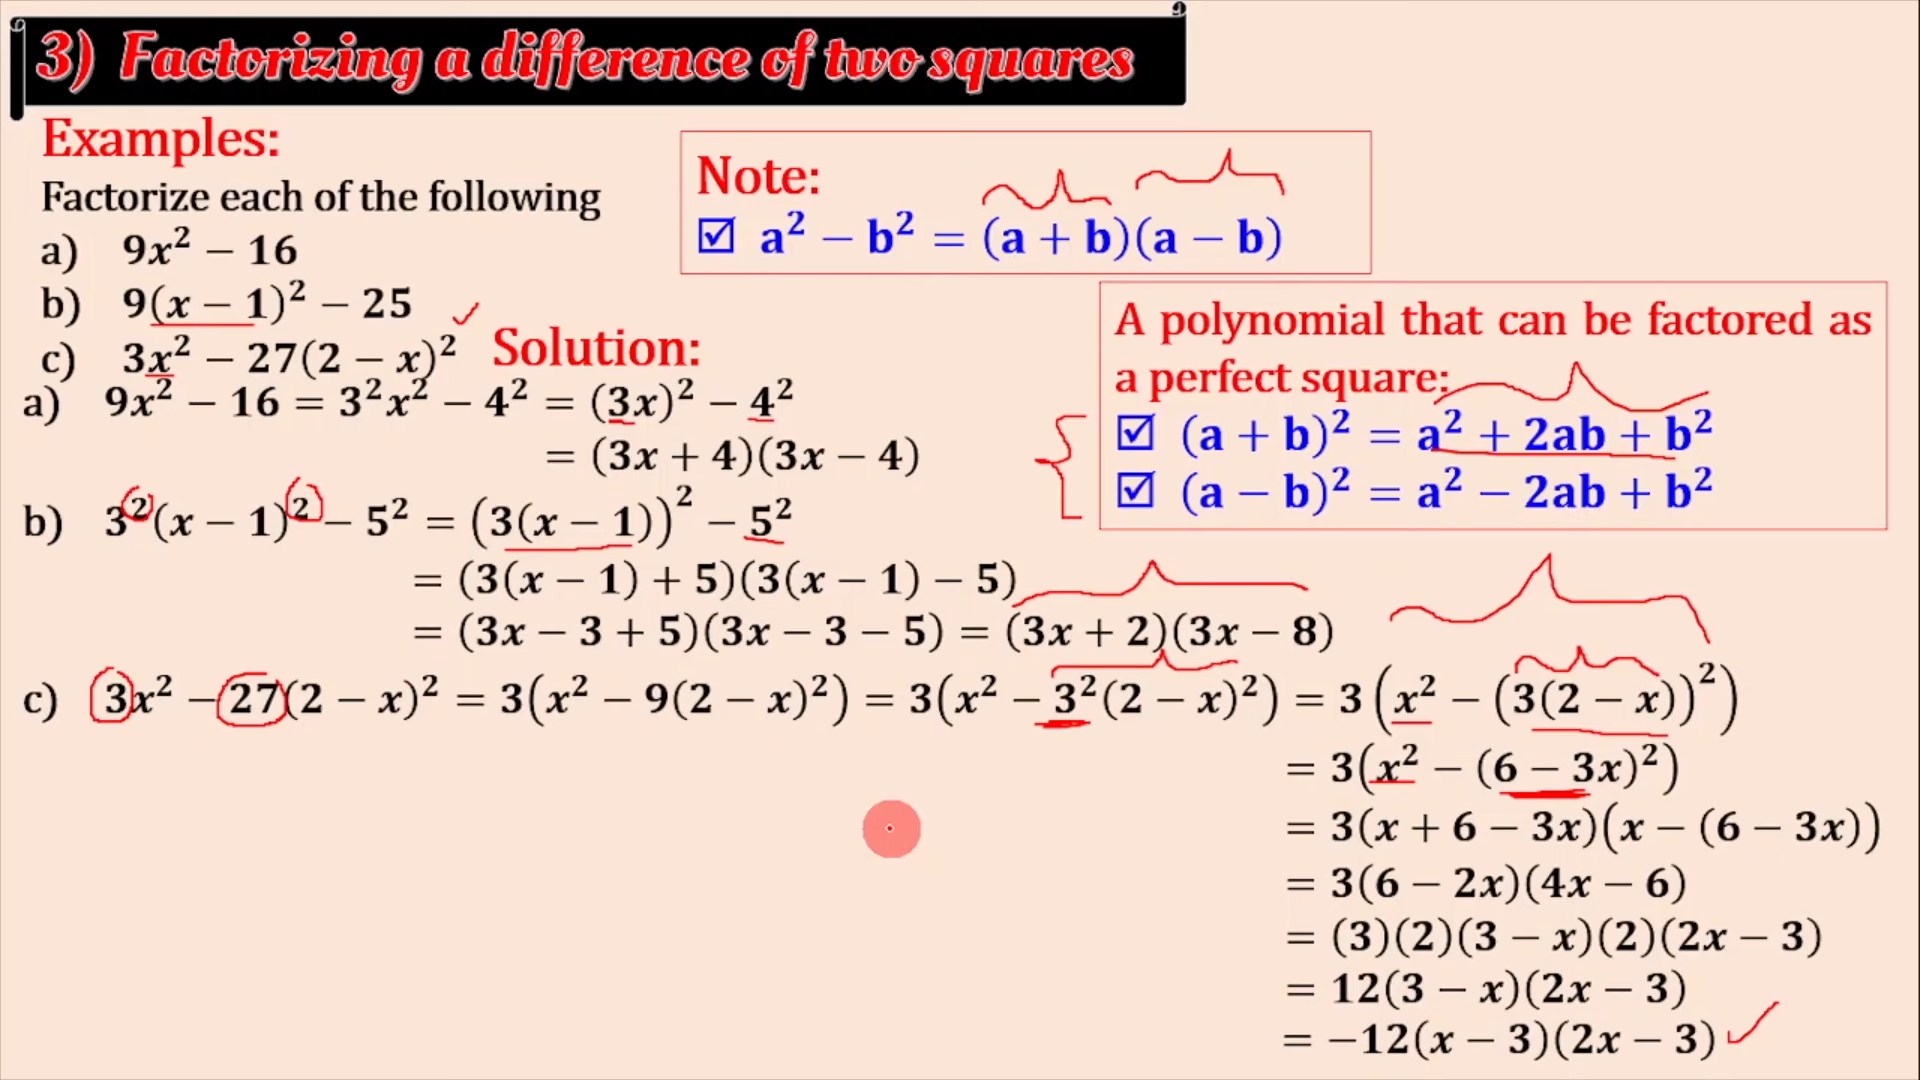 3) Factorizing a difference of two squares
Examples:
Factorize each of the following
a) 9x² − 16
b) 9(x − 1)² − 25
c) 3x² − 27(2 − x)²
Note:
☑ a² − b² = (a + b)(a − b)
A polynomial that can be factored as
a perfect square:
☑ (a + b)² = a² + 2ab + b²
☑ (a − b)² = a² − 2ab + b²
Solution:
a) 9x² − 16 = 3²x² − 4² = (3x)² − 4²
= (3x + 4)(3x − 4)
b) 3²(x − 1)² − 5² = (3(x − 1))² − 5²
= (3(x − 1) + 5)(3(x − 1) − 5)
= (3x − 3 + 5)(3x − 3 − 5) = (3x + 2)(3x − 8)
c) 3x² − 27(2 − x)² = 3(x² − 9(2 − x)²) = 3(x² − 3²(2 − x)²) = 3(x² − (3(2 − x))²)
= 3(x² − (6 − 3x)²)
= 3(x + 6 − 3x)(x − (6 − 3x))
= 3(6 − 2x)(4x − 6)
= (3)(2)(3 − x)(2)(2x − 3)
= 12(3 − x)(2x − 3)
= −12(x − 3)(2x − 3)